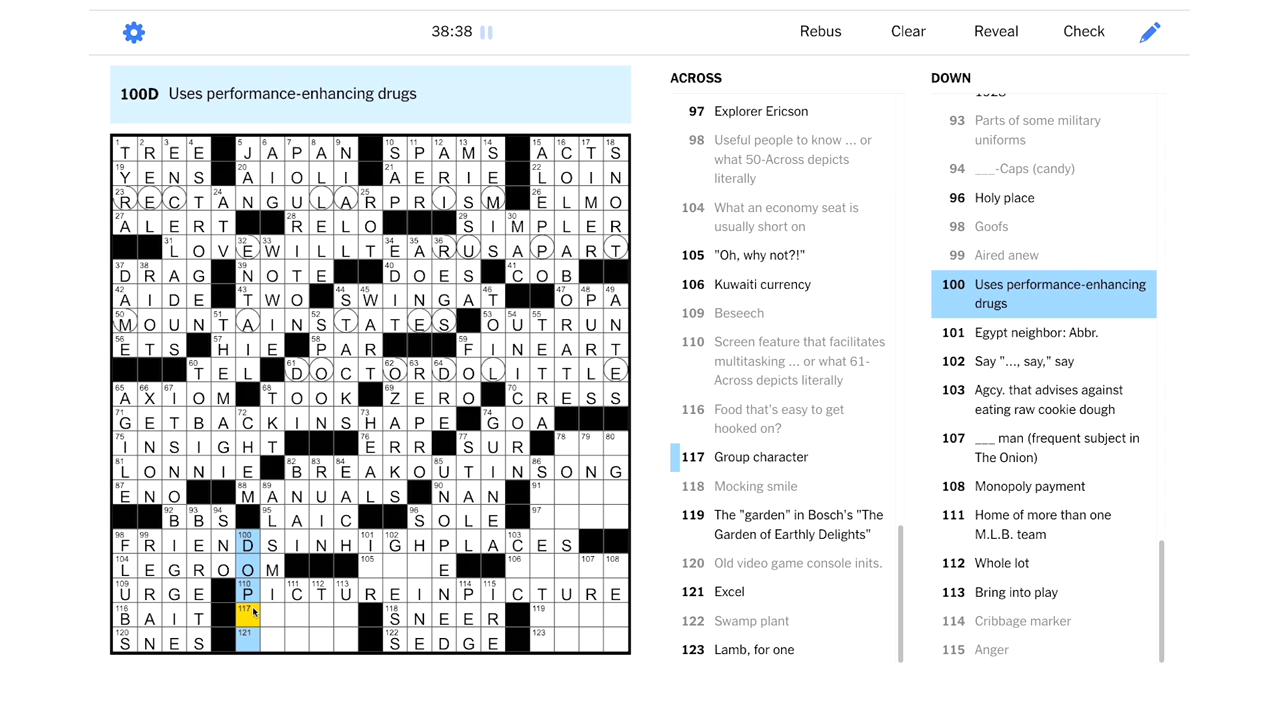 38:38
Rebus
Clear
Reveal
Check
100D Uses performance-enhancing drugs
TREE JAPAN SPAMS ACTS
YENS AIOLI AERIE LOIN
RECTANGULARPRISM ELMO
ALERT RELO SIMPLER
LOVEWILLTEARUSAPART
DRAG NOTE DOES COB
AIDE TWO SWINGAT OPA
MOUNTAINSTATES OUTRUN
ETS HIE PAR FINEART
TEL DOCTORDOLITTLE
AXIOM TOOK ZERO CRESS
GETBACKINSHAPE GOA
INSIGHT ERR SUR
LONNIE BREAKOUTINSONG
ENO MANUALS NAN
BBS LAIC SOLE
FRIENDSINHIGHPLACES
LEGROOM E
URGE PICTUREINPICTURE
BAIT SNEER
SNES SEDGE
ACROSS
97 Explorer Ericson
98 Useful people to know ... or
what 50-Across depicts
literally
104 What an economy seat is
usually short on
105 "Oh, why not?!"
106 Kuwaiti currency
109 Beseech
110 Screen feature that facilitates
multitasking ... or what 61-
Across depicts literally
116 Food that's easy to get
hooked on?
117 Group character
118 Mocking smile
119 The "garden" in Bosch's "The
Garden of Earthly Delights"
120 Old video game console inits.
121 Excel
122 Swamp plant
123 Lamb, for one
DOWN
1928
93 Parts of some military
uniforms
94 ___-Caps (candy)
96 Holy place
98 Goofs
99 Aired anew
100 Uses performance-enhancing
drugs
101 Egypt neighbor: Abbr.
102 Say "..., say," say
103 Agcy. that advises against
eating raw cookie dough
107 ___ man (frequent subject in
The Onion)
108 Monopoly payment
111 Home of more than one
M.L.B. team
112 Whole lot
113 Bring into play
114 Cribbage marker
115 Anger